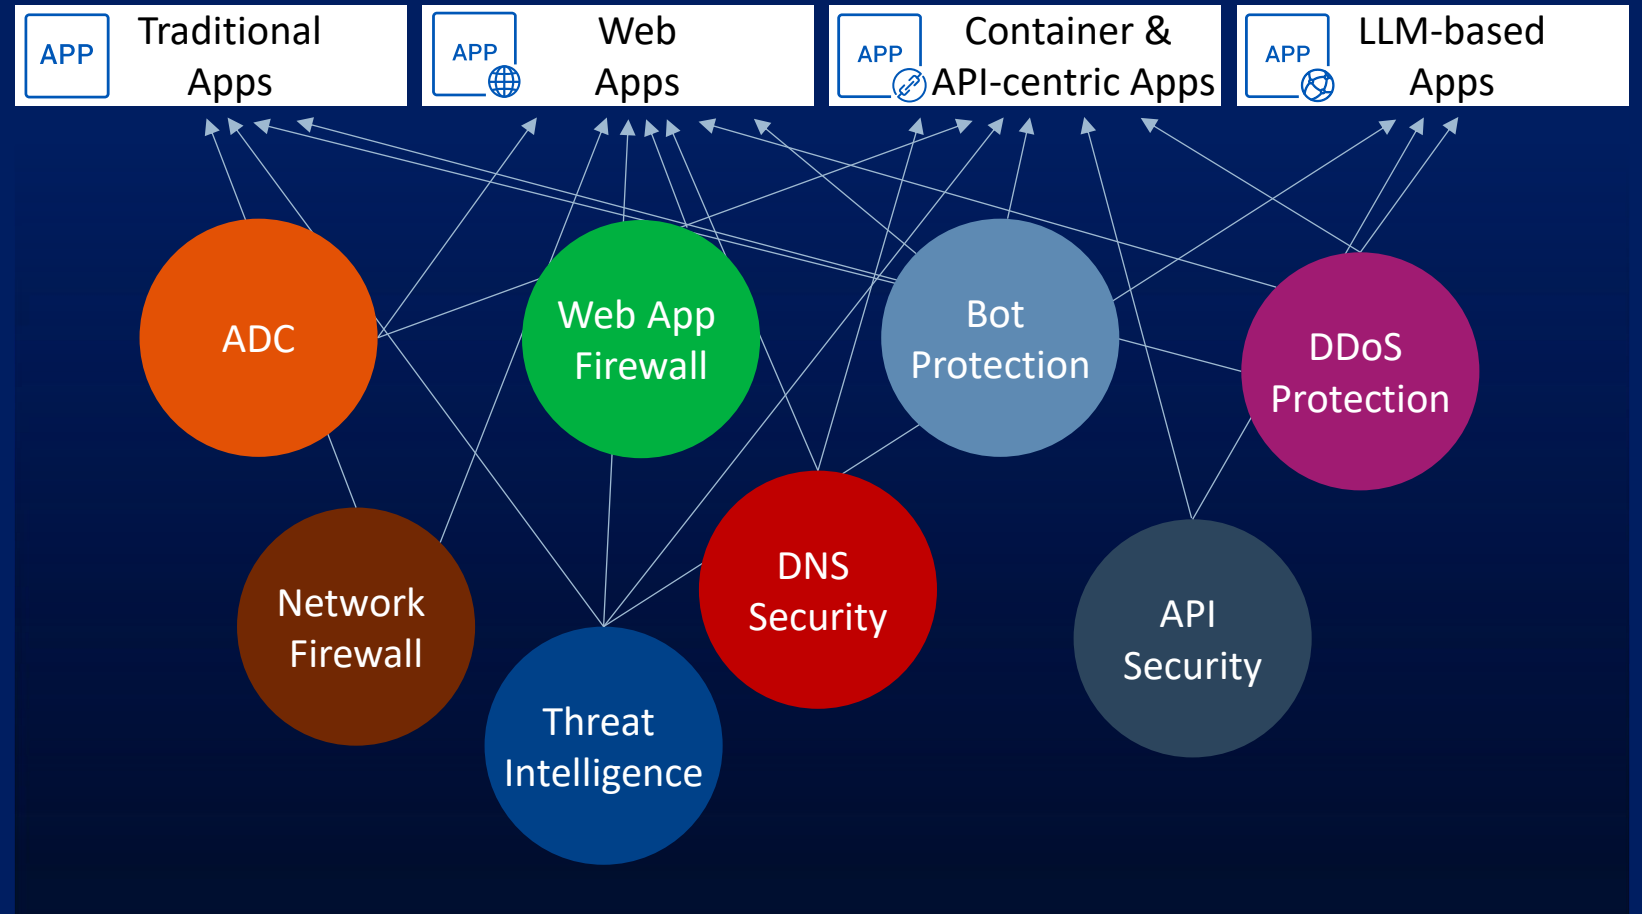 APP
Traditional
Apps
APP
Web
Apps
APP
Container &
API-centric Apps
APP
LLM-based
Apps
ADC
Web App
Firewall
Bot
Protection
DDoS
Protection
Network
Firewall
Threat
Intelligence
DNS
Security
API
Security